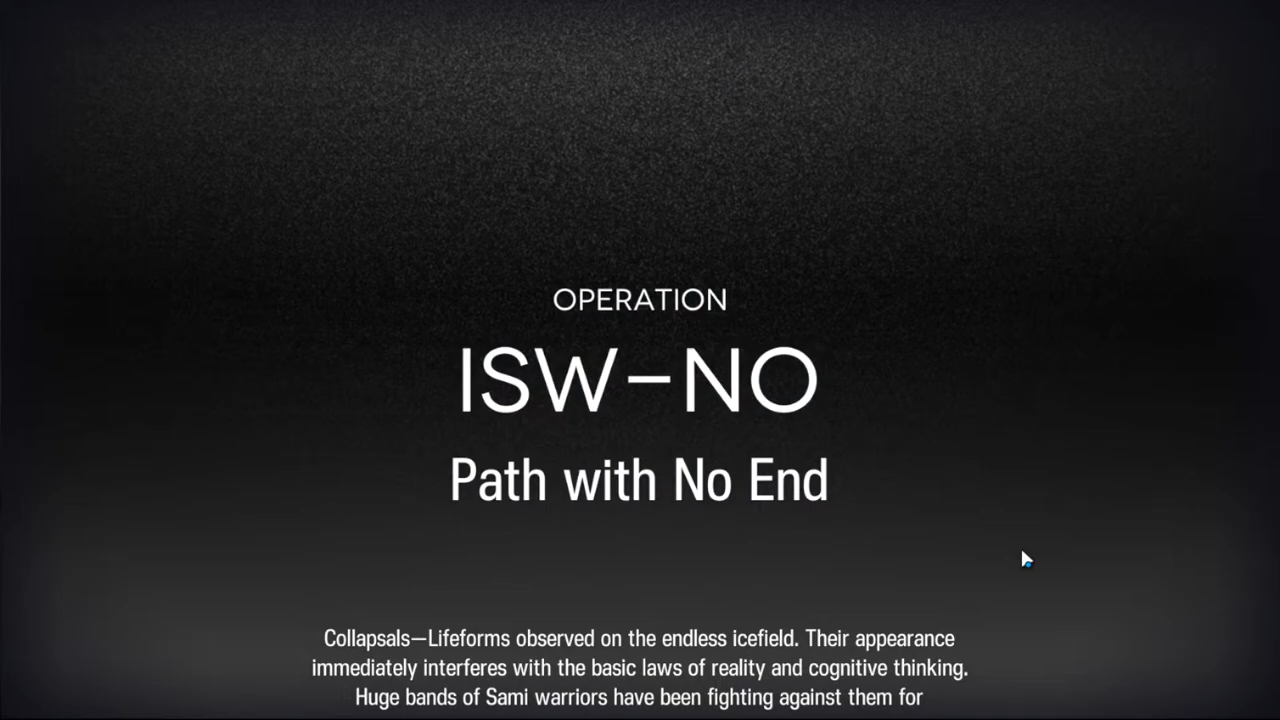 OPERATION
ISW-NO
Path with No End
Collapsals—Lifeforms observed on the endless icefield. Their appearance
immediately interferes with the basic laws of reality and cognitive thinking.
Huge bands of Sami warriors have been fighting against them for